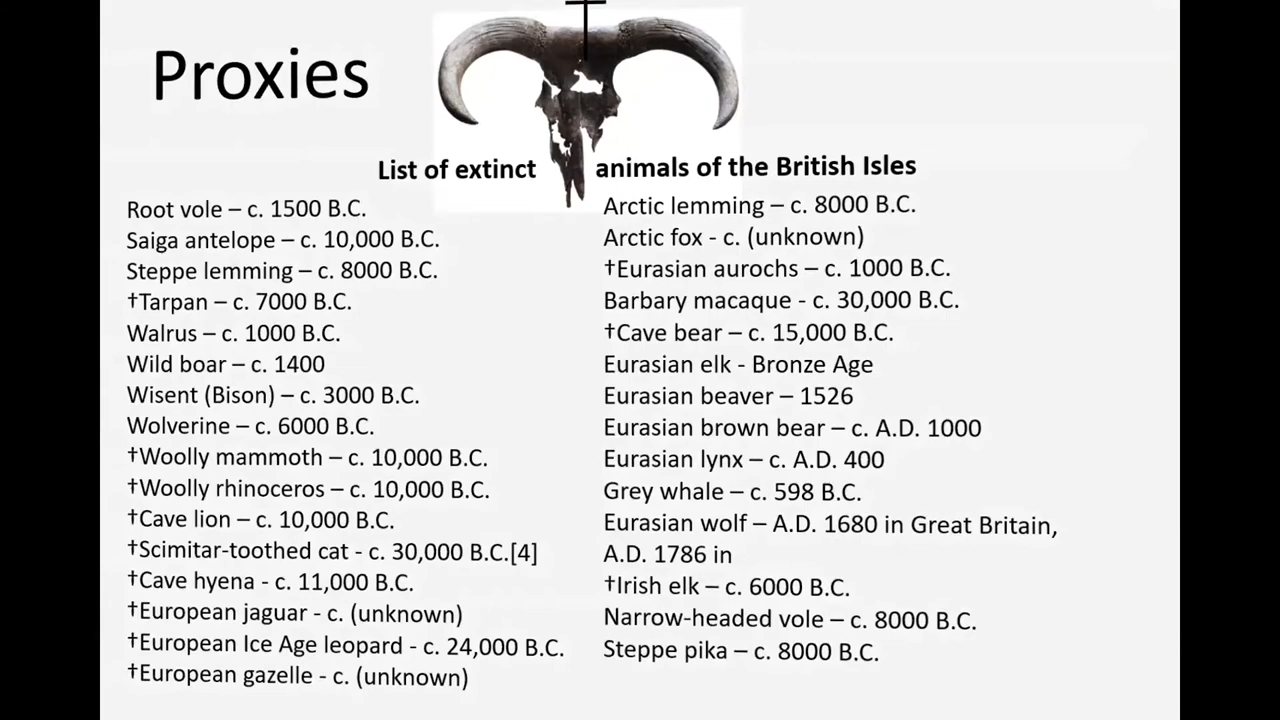 Proxies
List of extinct animals of the British Isles
Root vole – c. 1500 B.C.
Saiga antelope – c. 10,000 B.C.
Steppe lemming – c. 8000 B.C.
†Tarpan – c. 7000 B.C.
Walrus – c. 1000 B.C.
Wild boar – c. 1400
Wisent (Bison) – c. 3000 B.C.
Wolverine – c. 6000 B.C.
†Woolly mammoth – c. 10,000 B.C.
†Woolly rhinoceros – c. 10,000 B.C.
†Cave lion – c. 10,000 B.C.
†Scimitar-toothed cat - c. 30,000 B.C.[4]
†Cave hyena - c. 11,000 B.C.
†European jaguar - c. (unknown)
†European Ice Age leopard - c. 24,000 B.C.
†European gazelle - c. (unknown)
Arctic lemming – c. 8000 B.C.
Arctic fox - c. (unknown)
†Eurasian aurochs – c. 1000 B.C.
Barbary macaque - c. 30,000 B.C.
†Cave bear – c. 15,000 B.C.
Eurasian elk - Bronze Age
Eurasian beaver – 1526
Eurasian brown bear – c. A.D. 1000
Eurasian lynx – c. A.D. 400
Grey whale – c. 598 B.C.
Eurasian wolf – A.D. 1680 in Great Britain,
A.D. 1786 in
†Irish elk – c. 6000 B.C.
Narrow-headed vole – c. 8000 B.C.
Steppe pika – c. 8000 B.C.